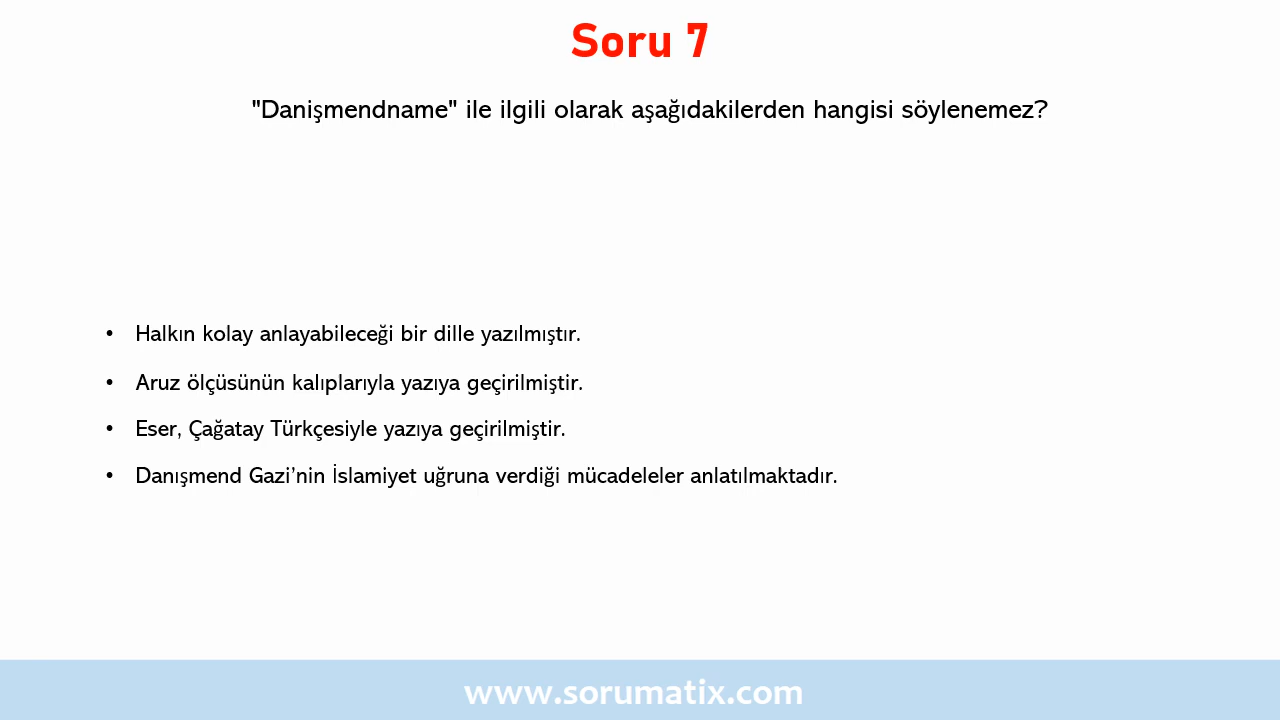 Soru 7
"Danişmendname" ile ilgili olarak aşağıdakilerden hangisi söylenemez?
• Halkın kolay anlayabileceği bir dille yazılmıştır.
• Aruz ölçüsünün kalıplarıyla yazıya geçirilmiştir.
• Eser, Çağatay Türkçesiyle yazıya geçirilmiştir.
• Danışmend Gazi’nin İslamiyet uğruna verdiği mücadeleler anlatılmaktadır.
www.sorumatix.com